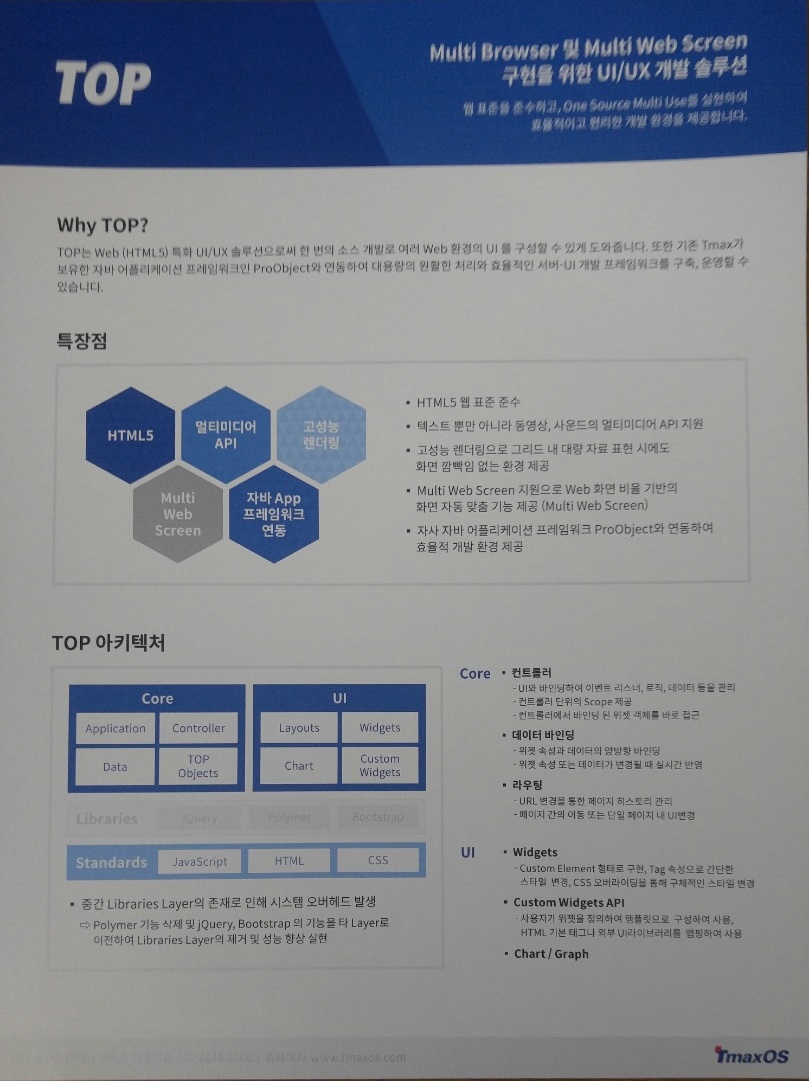 TOP
Multi Browser 및 Multi Web Screen
구현을 위한 UI/UX 개발 솔루션
웹 표준을 준수하고, One Source Multi Use를 실현하여
효율적이고 편리한 개발 환경을 제공합니다.
Why TOP?
TOP는 Web (HTML5) 특화 UI/UX 솔루션으로써 한 번의 소스 개발로 여러 Web 환경의 UI 를 구성할 수 있게 도와줍니다. 또한 기존 Tmax가
보유한 자바 어플리케이션 프레임워크인 ProObject와 연동하여 대용량의 원활한 처리와 효율적인 서버-UI 개발 프레임워크를 구축, 운영할 수
있습니다.
특장점
HTML5
멀티미디어
API
고성능
렌더링
Multi
Web
Screen
자바 App
프레임워크
연동
▪ HTML5 웹 표준 준수
▪ 텍스트 뿐만 아니라 동영상, 사운드의 멀티미디어 API 지원
▪ 고성능 렌더링으로 그리드 내 대량 자료 표현 시에도
화면 깜빡임 없는 환경 제공
▪ Multi Web Screen 지원으로 Web 화면 비율 기반의
화면 자동 맞춤 기능 제공 (Multi Web Screen)
▪ 자사 자바 어플리케이션 프레임워크 ProObject와 연동하여
효율적 개발 환경 제공
TOP 아키텍처
Core
Application
Controller
Data
TOP
Objects
UI
Layouts
Widgets
Chart
Custom
Widgets
Libraries
jQuery
Polymer
Bootstrap
Standards
JavaScript
HTML
CSS
▪ 중간 Libraries Layer의 존재로 인해 시스템 오버헤드 발생
⇨ Polymer 기능 삭제 및 jQuery, Bootstrap 의 기능을 타 Layer로
이전하여 Libraries Layer의 제거 및 성능 향상 실현
Core
▪ 컨트롤러
- UI와 바인딩하여 이벤트 리스너, 로직, 데이터 등을 관리
- 컨트롤러 단위의 Scope 제공
- 컨트롤러에서 바인딩 된 위젯 객체를 바로 접근
▪ 데이터 바인딩
- 위젯 속성과 데이터의 양방향 바인딩
- 위젯 속성 또는 데이터가 변경될 때 실시간 반영
▪ 라우팅
- URL 변경을 통한 페이지 히스토리 관리
- 페이지 간의 이동 또는 단일 페이지 내 UI변경
UI
▪ Widgets
- Custom Element 형태로 구현, Tag 속성으로 간단한
스타일 변경, CSS 오버라이딩을 통해 구체적인 스타일 변경
▪ Custom Widgets API
- 사용자가 위젯을 정의하여 템플릿으로 구성하여 사용,
HTML 기본 태그나 외부 UI라이브러리를 랩핑하여 사용
▪ Chart / Graph
홈페이지 www.tmaxos.com
TmaxOS